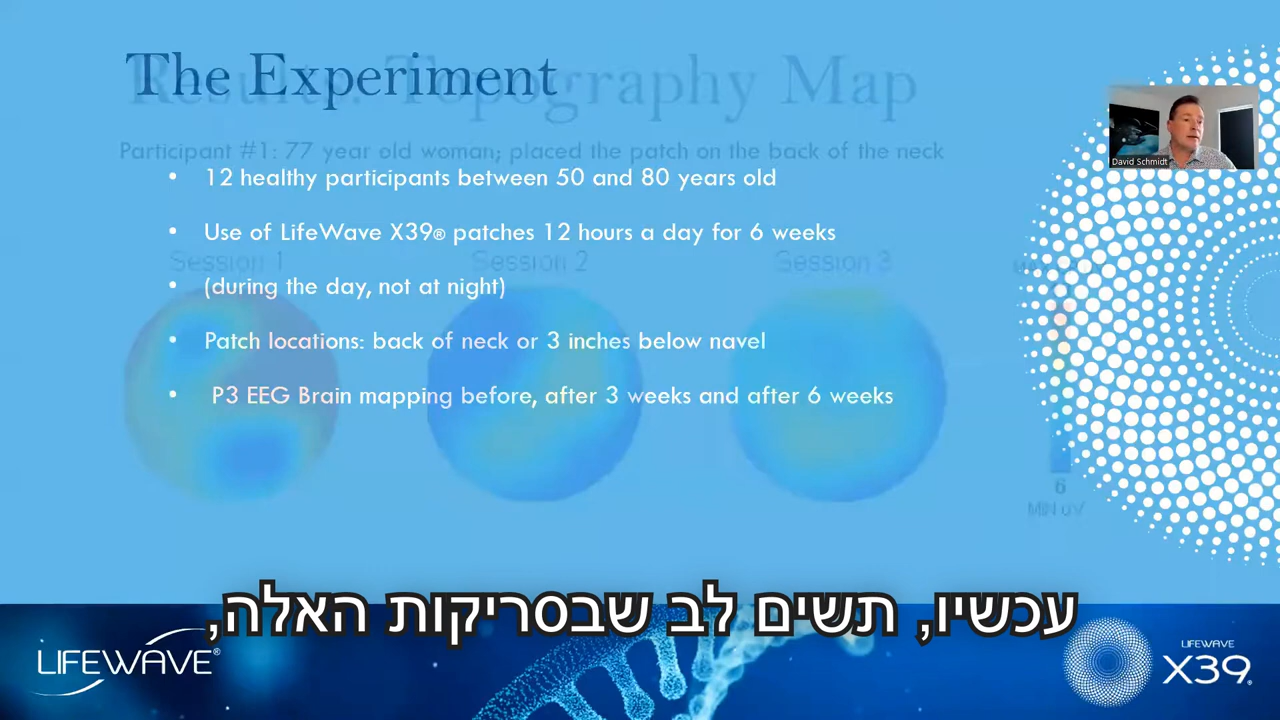 The Experiment
Results: Topography Map
Participant #1: 77 year old woman; placed the patch on the back of the neck
• 12 healthy participants between 50 and 80 years old
• Use of LifeWave X39® patches 12 hours a day for 6 weeks
Session 1 Session 2 Session 3
• (during the day, not at night)
• Patch locations: back of neck or 3 inches below navel
• P3 EEG Brain mapping before, after 3 weeks and after 6 weeks
6
MIN uV
David Schmidt
עכשיו, תשים לב שבסריקות האלה,
LIFEWAVE®
LIFEWAVE
X39®